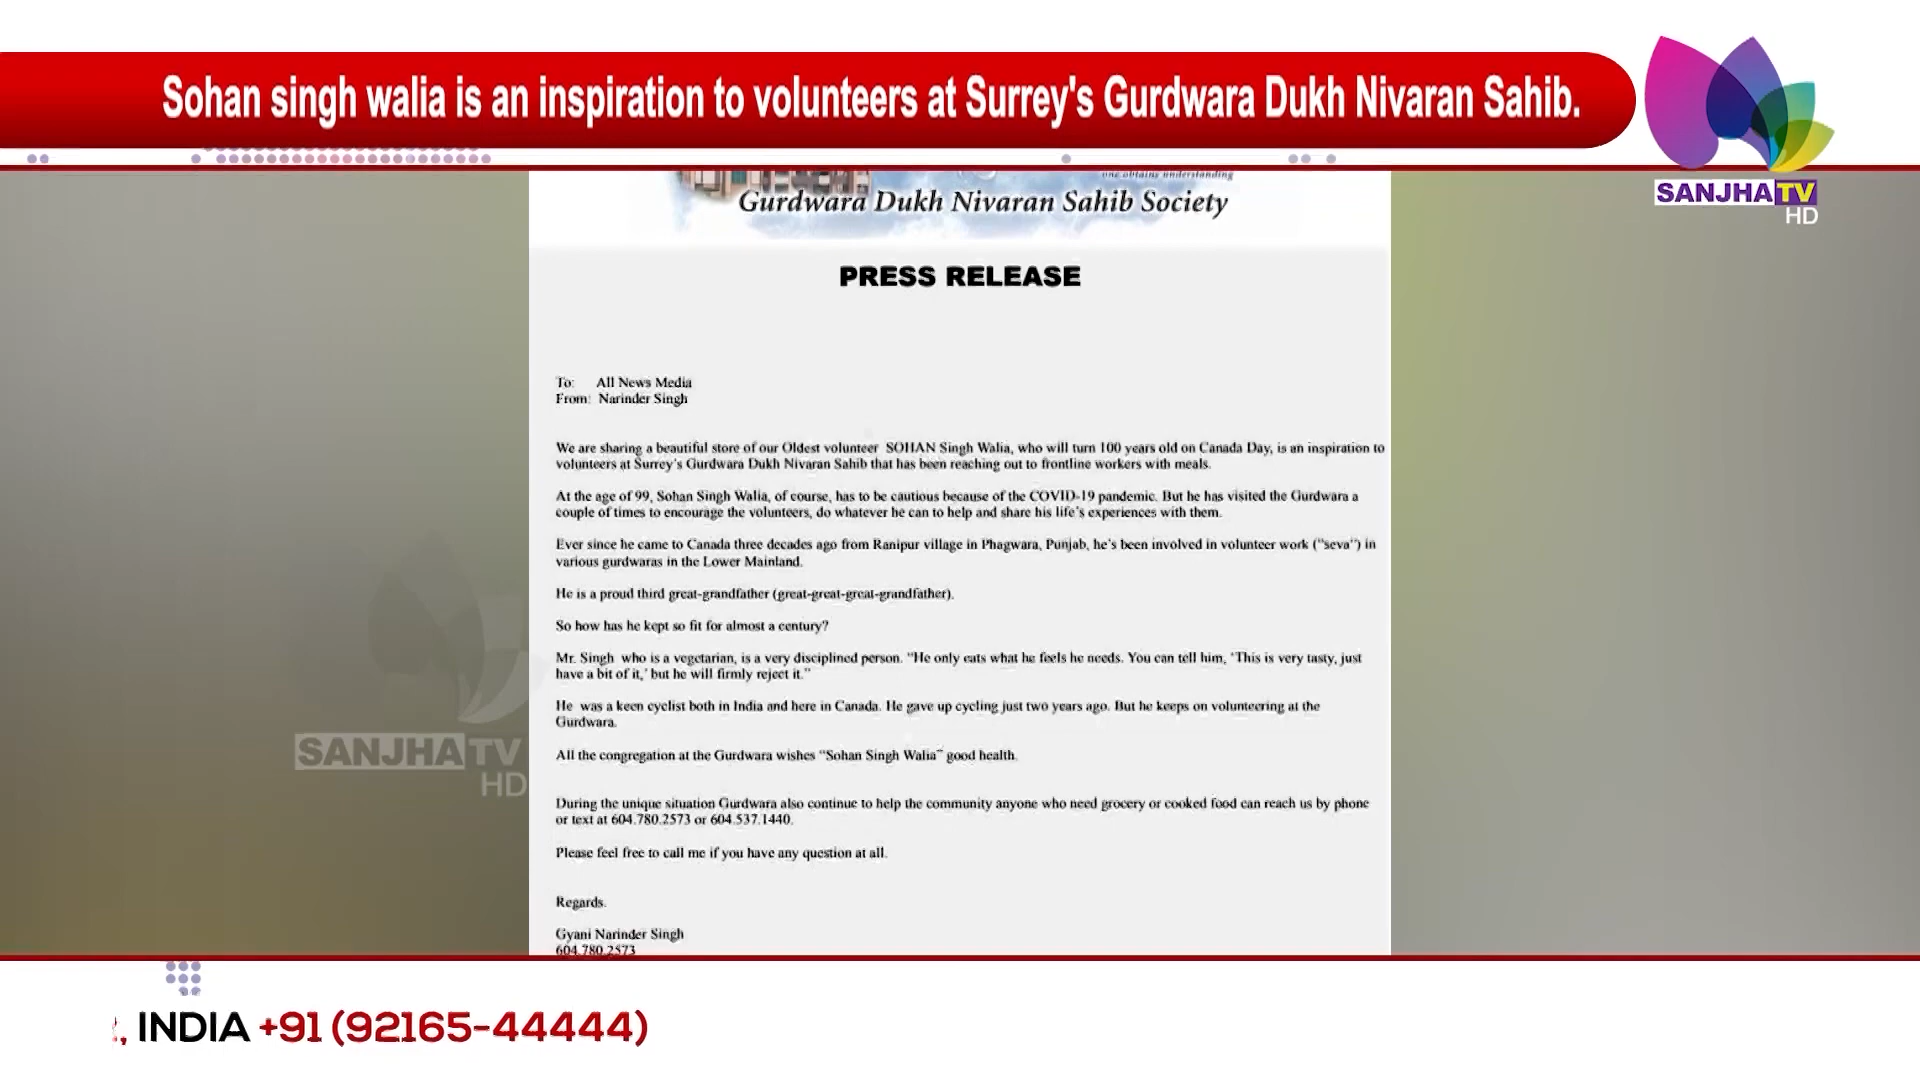 Sohan singh walia is an inspiration to volunteers at Surrey's Gurdwara Dukh Nivaran Sahib.
SANJHA TV
HD
one obtains understanding
Gurdwara Dukh Nivaran Sahib Society
PRESS RELEASE
To: All News Media
From: Narinder Singh
We are sharing a beautiful store of our Oldest volunteer SOHAN Singh Walia, who will turn 100 years old on Canada Day, is an inspiration to
volunteers at Surrey's Gurdwara Dukh Nivaran Sahib that has been reaching out to frontline workers with meals.
At the age of 99, Sohan Singh Walia, of course, has to be cautious because of the COVID-19 pandemic. But he has visited the Gurdwara a
couple of times to encourage the volunteers, do whatever he can to help and share his life's experiences with them.
Ever since he came to Canada three decades ago from Ranipur village in Phagwara, Punjab, he's been involved in volunteer work ("seva") in
various gurdwaras in the Lower Mainland.
He is a proud third great-grandfather (great-great-great-grandfather).
So how has he kept so fit for almost a century?
Mr. Singh who is a vegetarian, is a very disciplined person. "He only eats what he feels he needs. You can tell him, 'This is very tasty, just
have a bit of it,' but he will firmly reject it."
He was a keen cyclist both in India and here in Canada. He gave up cycling just two years ago. But he keeps on volunteering at the
Gurdwara.
All the congregation at the Gurdwara wishes "Sohan Singh Walia" good health.
During the unique situation Gurdwara also continue to help the community anyone who need grocery or cooked food can reach us by phone
or text at 604.780.2573 or 604.537.1440.
Please feel free to call me if you have any question at all.
Regards.
Gyani Narinder Singh
604.780.2573
SANJHA TV
HD
, INDIA +91 (92165-44444)